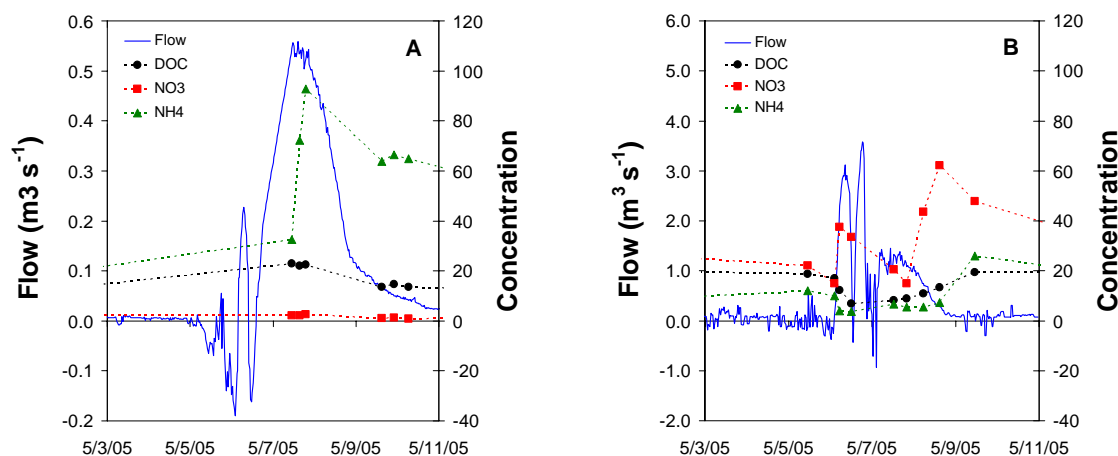 A
Flow
DOC
NO3
NH4
Flow (m3 s-1)
0.6
0.5
0.4
0.3
0.2
0.1
0.0
-0.1
-0.2
Concentration
120
100
80
60
40
20
0
-20
-40
5/3/05 5/5/05 5/7/05 5/9/05 5/11/05
B
Flow
DOC
NO3
NH4
Flow (m³ s⁻¹)
6.0
5.0
4.0
3.0
2.0
1.0
0.0
-1.0
-2.0
Concentration
120
100
80
60
40
20
0
-20
-40
5/3/05 5/5/05 5/7/05 5/9/05 5/11/05